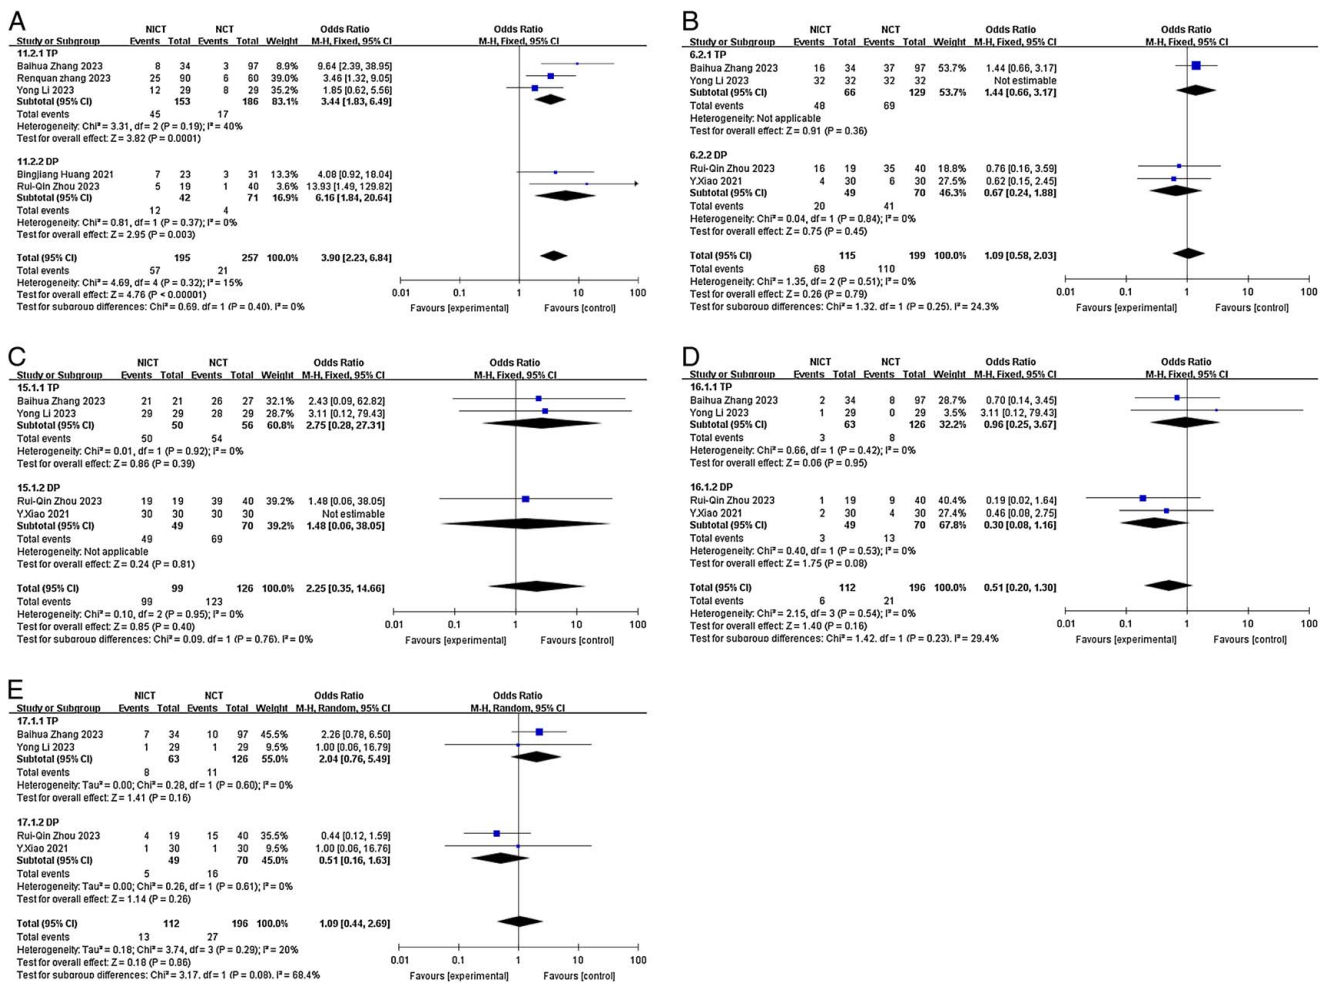 A
NICT NCT Odds Ratio Odds Ratio
Study or Subgroup Events Total Events Total Weight M-H, Fixed, 95% CI M-H, Fixed, 95% CI
11.2.1 TP
Baihua Zhang 2023 8 34 3 97 8.9% 9.64 [2.39, 38.95]
Renquan zhang 2023 25 90 6 60 39.0% 3.46 [1.32, 9.05]
Yong Li 2023 12 29 8 29 35.2% 1.85 [0.62, 5.56]
Subtotal (95% CI) 153 186 83.1% 3.44 [1.83, 6.49]
Total events 45 17
Heterogeneity: Chi² = 3.31, df = 2 (P = 0.19); I² = 40%
Test for overall effect: Z = 3.82 (P = 0.0001)
11.2.2 DP
Bingjiang Huang 2021 7 23 3 31 13.3% 4.08 [0.92, 18.04]
Rui-Qin Zhou 2023 5 19 1 40 3.6% 13.93 [1.49, 129.82]
Subtotal (95% CI) 42 71 16.9% 6.16 [1.84, 20.64]
Total events 12 4
Heterogeneity: Chi² = 0.81, df = 1 (P = 0.37); I² = 0%
Test for overall effect: Z = 2.95 (P = 0.003)
Total (95% CI) 195 257 100.0% 3.90 [2.23, 6.84]
Total events 57 21
Heterogeneity: Chi² = 4.69, df = 4 (P = 0.32); I² = 15%
Test for overall effect: Z = 4.76 (P < 0.00001)
Test for subgroup differences: Chi² = 0.69, df = 1 (P = 0.40), I² = 0%
0.01 0.1 1 10 100
Favours [experimental] Favours [control]
B
NICT NCT Odds Ratio Odds Ratio
Study or Subgroup Events Total Events Total Weight M-H, Fixed, 95% CI M-H, Fixed, 95% CI
6.2.1 TP
Baihua Zhang 2023 16 34 37 97 53.7% 1.44 [0.66, 3.17]
Yong Li 2023 32 32 32 32 Not estimable
Subtotal (95% CI) 66 129 53.7% 1.44 [0.66, 3.17]
Total events 48 69
Heterogeneity: Not applicable
Test for overall effect: Z = 0.91 (P = 0.36)
6.2.2 DP
Rui-Qin Zhou 2023 16 19 35 40 18.8% 0.76 [0.16, 3.59]
Y.Xiao 2021 4 30 6 30 27.5% 0.62 [0.15, 2.45]
Subtotal (95% CI) 49 70 46.3% 0.67 [0.24, 1.88]
Total events 20 41
Heterogeneity: Chi² = 0.04, df = 1 (P = 0.84); I² = 0%
Test for overall effect: Z = 0.75 (P = 0.45)
Total (95% CI) 115 199 100.0% 1.09 [0.58, 2.03]
Total events 68 110
Heterogeneity: Chi² = 1.35, df = 2 (P = 0.51); I² = 0%
Test for overall effect: Z = 0.26 (P = 0.79)
Test for subgroup differences: Chi² = 1.32, df = 1 (P = 0.25), I² = 24.3%
0.01 0.1 1 10 100
Favours [experimental] Favours [control]
C
NICT NCT Odds Ratio Odds Ratio
Study or Subgroup Events Total Events Total Weight M-H, Fixed, 95% CI M-H, Fixed, 95% CI
15.1.1 TP
Baihua Zhang 2023 21 21 26 27 32.1% 2.43 [0.09, 62.82]
Yong Li 2023 29 29 28 29 28.7% 3.11 [0.12, 79.43]
Subtotal (95% CI) 50 56 60.8% 2.75 [0.28, 27.31]
Total events 50 54
Heterogeneity: Chi² = 0.01, df = 1 (P = 0.92); I² = 0%
Test for overall effect: Z = 0.86 (P = 0.39)
15.1.2 DP
Rui-Qin Zhou 2023 19 19 39 40 39.2% 1.48 [0.06, 38.05]
Y.Xiao 2021 30 30 30 30 Not estimable
Subtotal (95% CI) 49 70 39.2% 1.48 [0.06, 38.05]
Total events 49 69
Heterogeneity: Not applicable
Test for overall effect: Z = 0.24 (P = 0.81)
Total (95% CI) 99 126 100.0% 2.25 [0.35, 14.66]
Total events 99 123
Heterogeneity: Chi² = 0.10, df = 2 (P = 0.95); I² = 0%
Test for overall effect: Z = 0.85 (P = 0.40)
Test for subgroup differences: Chi² = 0.09, df = 1 (P = 0.76), I² = 0%
0.01 0.1 1 10 100
Favours [experimental] Favours [control]
D
NICT NCT Odds Ratio Odds Ratio
Study or Subgroup Events Total Events Total Weight M-H, Fixed, 95% CI M-H, Fixed, 95% CI
16.1.1 TP
Baihua Zhang 2023 2 34 8 97 28.7% 0.70 [0.14, 3.45]
Yong Li 2023 1 29 0 29 3.5% 3.11 [0.12, 79.43]
Subtotal (95% CI) 63 126 32.2% 0.96 [0.25, 3.67]
Total events 3 8
Heterogeneity: Chi² = 0.66, df = 1 (P = 0.42); I² = 0%
Test for overall effect: Z = 0.06 (P = 0.95)
16.1.2 DP
Rui-Qin Zhou 2023 1 19 9 40 40.4% 0.19 [0.02, 1.64]
Y.Xiao 2021 2 30 4 30 27.4% 0.46 [0.08, 2.75]
Subtotal (95% CI) 49 70 67.8% 0.30 [0.08, 1.16]
Total events 3 13
Heterogeneity: Chi² = 0.40, df = 1 (P = 0.53); I² = 0%
Test for overall effect: Z = 1.75 (P = 0.08)
Total (95% CI) 112 196 100.0% 0.51 [0.20, 1.30]
Total events 6 21
Heterogeneity: Chi² = 2.15, df = 3 (P = 0.54); I² = 0%
Test for overall effect: Z = 1.40 (P = 0.16)
Test for subgroup differences: Chi² = 1.42, df = 1 (P = 0.23), I² = 29.4%
0.01 0.1 1 10 100
Favours [experimental] Favours [control]
E
NICT NCT Odds Ratio Odds Ratio
Study or Subgroup Events Total Events Total Weight M-H, Random, 95% CI M-H, Random, 95% CI
17.1.1 TP
Baihua Zhang 2023 7 34 10 97 45.5% 2.26 [0.78, 6.50]
Yong Li 2023 1 29 1 29 9.5% 1.00 [0.06, 16.79]
Subtotal (95% CI) 63 126 55.0% 2.04 [0.76, 5.49]
Total events 8 11
Heterogeneity: Tau² = 0.00; Chi² = 0.28, df = 1 (P = 0.60); I² = 0%
Test for overall effect: Z = 1.41 (P = 0.16)
17.1.2 DP
Rui-Qin Zhou 2023 4 19 15 40 35.5% 0.44 [0.12, 1.59]
Y.Xiao 2021 1 30 1 30 9.5% 1.00 [0.06, 16.76]
Subtotal (95% CI) 49 70 45.0% 0.51 [0.16, 1.63]
Total events 5 16
Heterogeneity: Tau² = 0.00; Chi² = 0.26, df = 1 (P = 0.61); I² = 0%
Test for overall effect: Z = 1.14 (P = 0.26)
Total (95% CI) 112 196 100.0% 1.09 [0.44, 2.69]
Total events 13 27
Heterogeneity: Tau² = 0.18; Chi² = 3.74, df = 3 (P = 0.29); I² = 20%
Test for overall effect: Z = 0.18 (P = 0.86)
Test for subgroup differences: Chi² = 3.17, df = 1 (P = 0.08), I² = 68.4%
0.01 0.1 1 10 100
Favours [experimental] Favours [control]